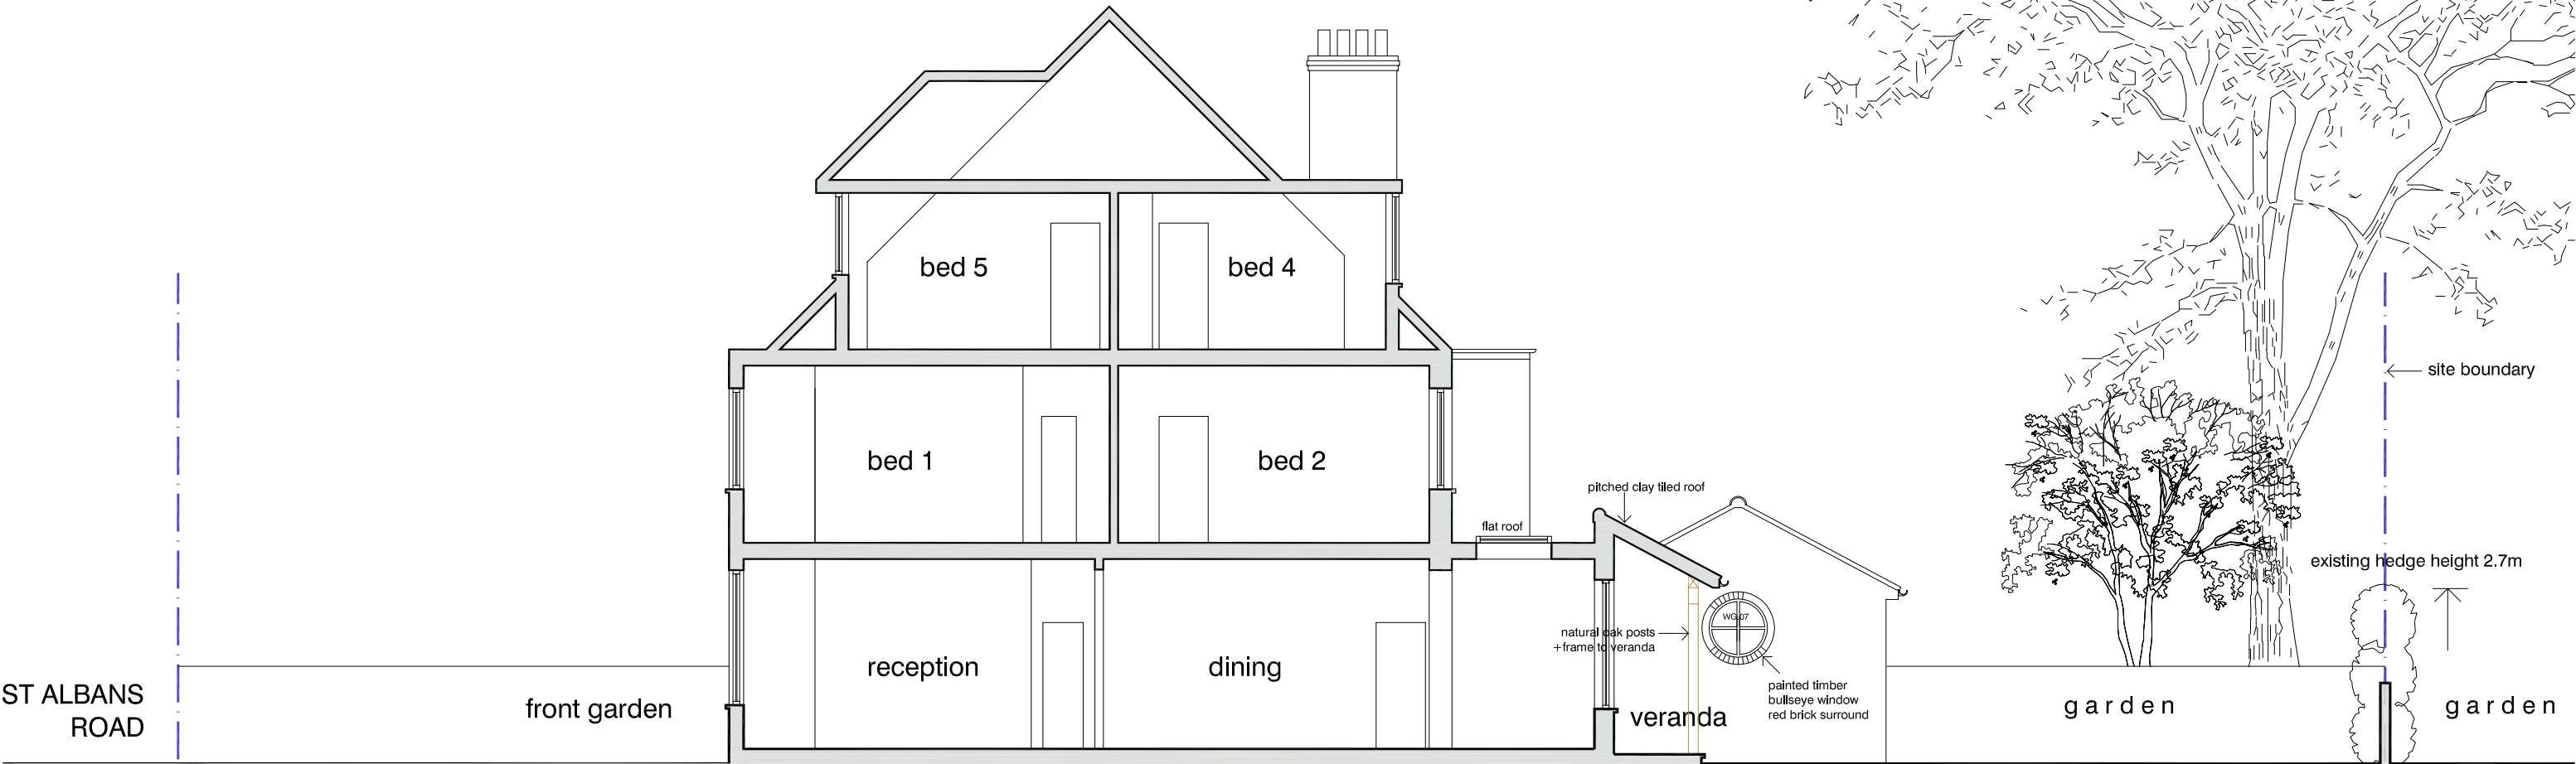 bed 5
bed 4
site boundary
bed 1
bed 2
pitched clay tiled roof
flat roof
existing hedge height 2.7m
WG.07
natural oak posts
+frame to veranda
reception
dining
painted timber
bullseye window
red brick surround
ST ALBANS
ROAD
front garden
veranda
garden
garden